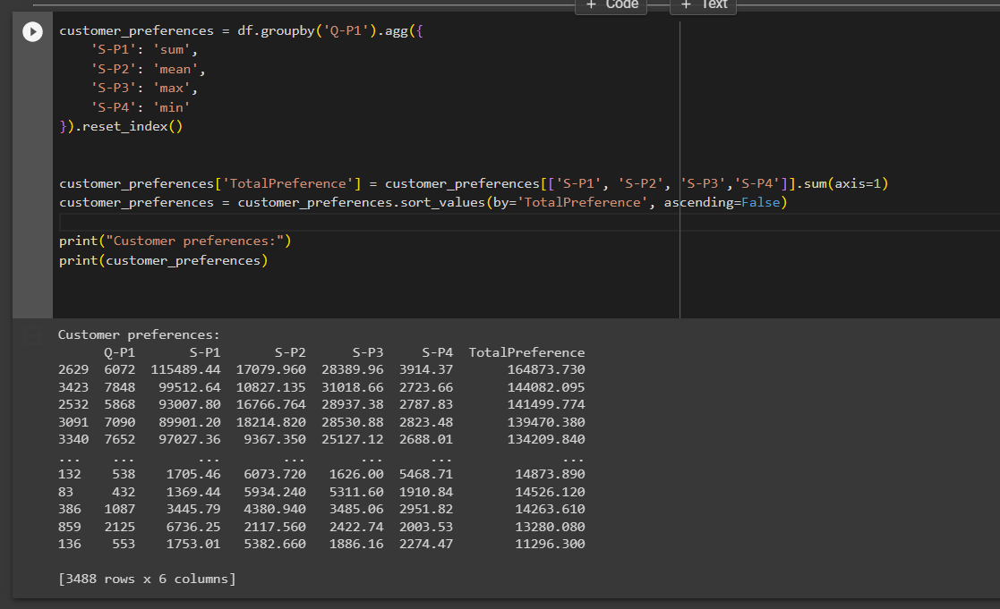 + Code + Text
customer_preferences = df.groupby('Q-P1').agg({
    'S-P1': 'sum',
    'S-P2': 'mean',
    'S-P3': 'max',
    'S-P4': 'min'
}).reset_index()
customer_preferences['TotalPreference'] = customer_preferences[['S-P1', 'S-P2', 'S-P3','S-P4']].sum(axis=1)
customer_preferences = customer_preferences.sort_values(by='TotalPreference', ascending=False)
print("Customer preferences:")
print(customer_preferences)
Customer preferences:
      Q-P1       S-P1       S-P2      S-P3     S-P4  TotalPreference
2629  6072  115489.44  17079.960  28389.96  3914.37       164873.730
3423  7848   99512.64  10827.135  31018.66  2723.66       144082.095
2532  5868   93007.80  16766.764  28937.38  2787.83       141499.774
3091  7090   89901.20  18214.820  28530.88  2823.48       139470.380
3340  7652   97027.36   9367.350  25127.12  2688.01       134209.840
...    ...        ...        ...       ...      ...              ...
132    538    1705.46   6073.720   1626.00  5468.71        14873.890
83     432    1369.44   5934.240   5311.60  1910.84        14526.120
386   1087    3445.79   4380.940   3485.06  2951.82        14263.610
859   2125    6736.25   2117.560   2422.74  2003.53        13280.080
136    553    1753.01   5382.660   1886.16  2274.47        11296.300
[3488 rows x 6 columns]